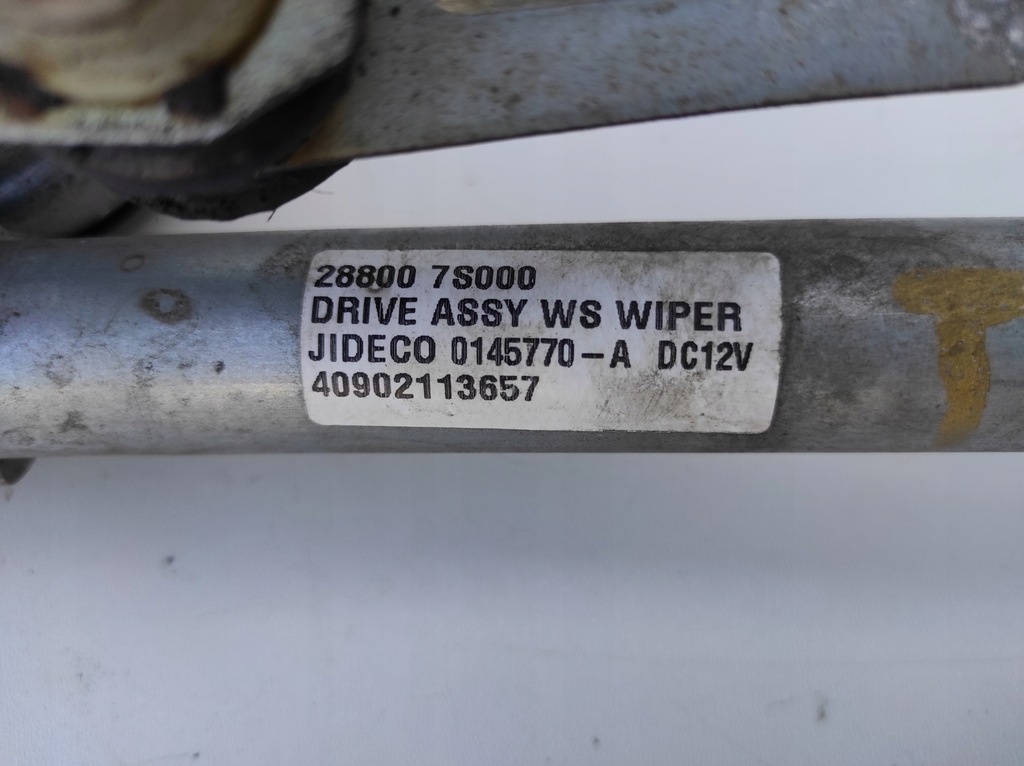 28800 7S000
DRIVE ASSY WS WIPER
JIDECO 0145770-A DC12V
40902113657